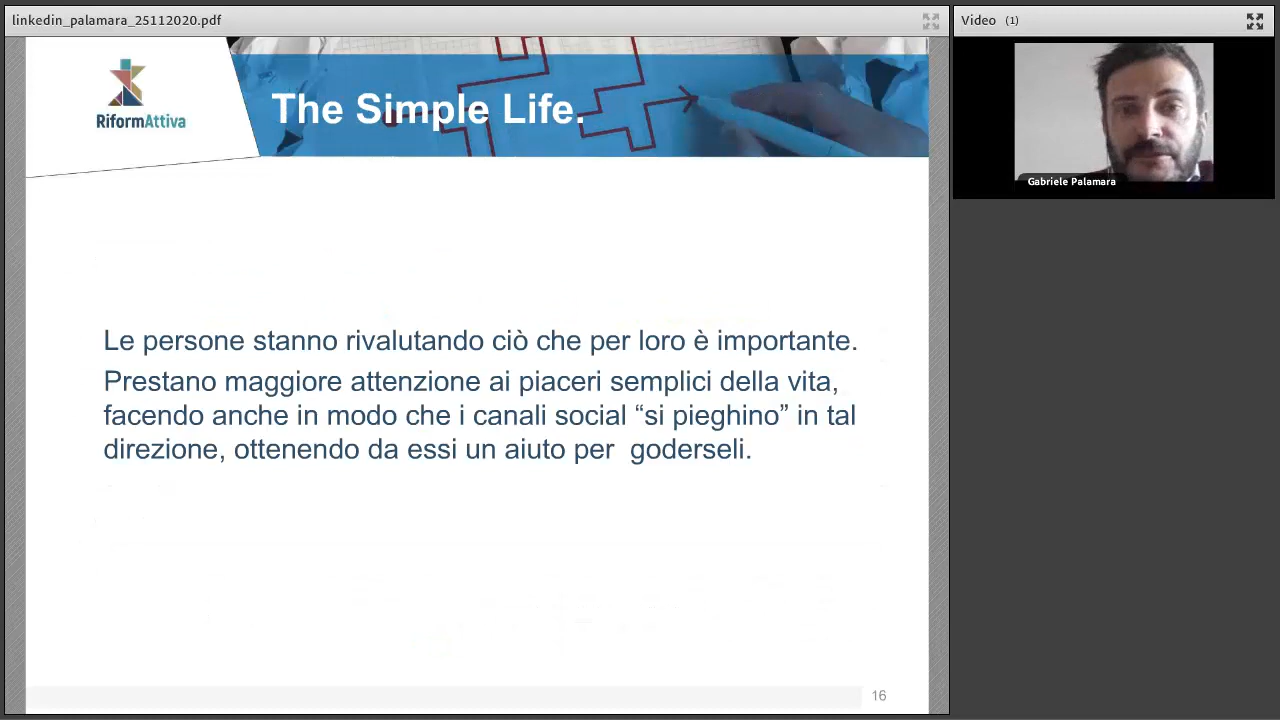 linkedin_palamara_25112020.pdf
Video (1)
RiformAttiva
The Simple Life.
Gabriele Palamara
Le persone stanno rivalutando ciò che per loro è importante.
Prestano maggiore attenzione ai piaceri semplici della vita,
facendo anche in modo che i canali social “si pieghino” in tal
direzione, ottenendo da essi un aiuto per  goderseli.
16